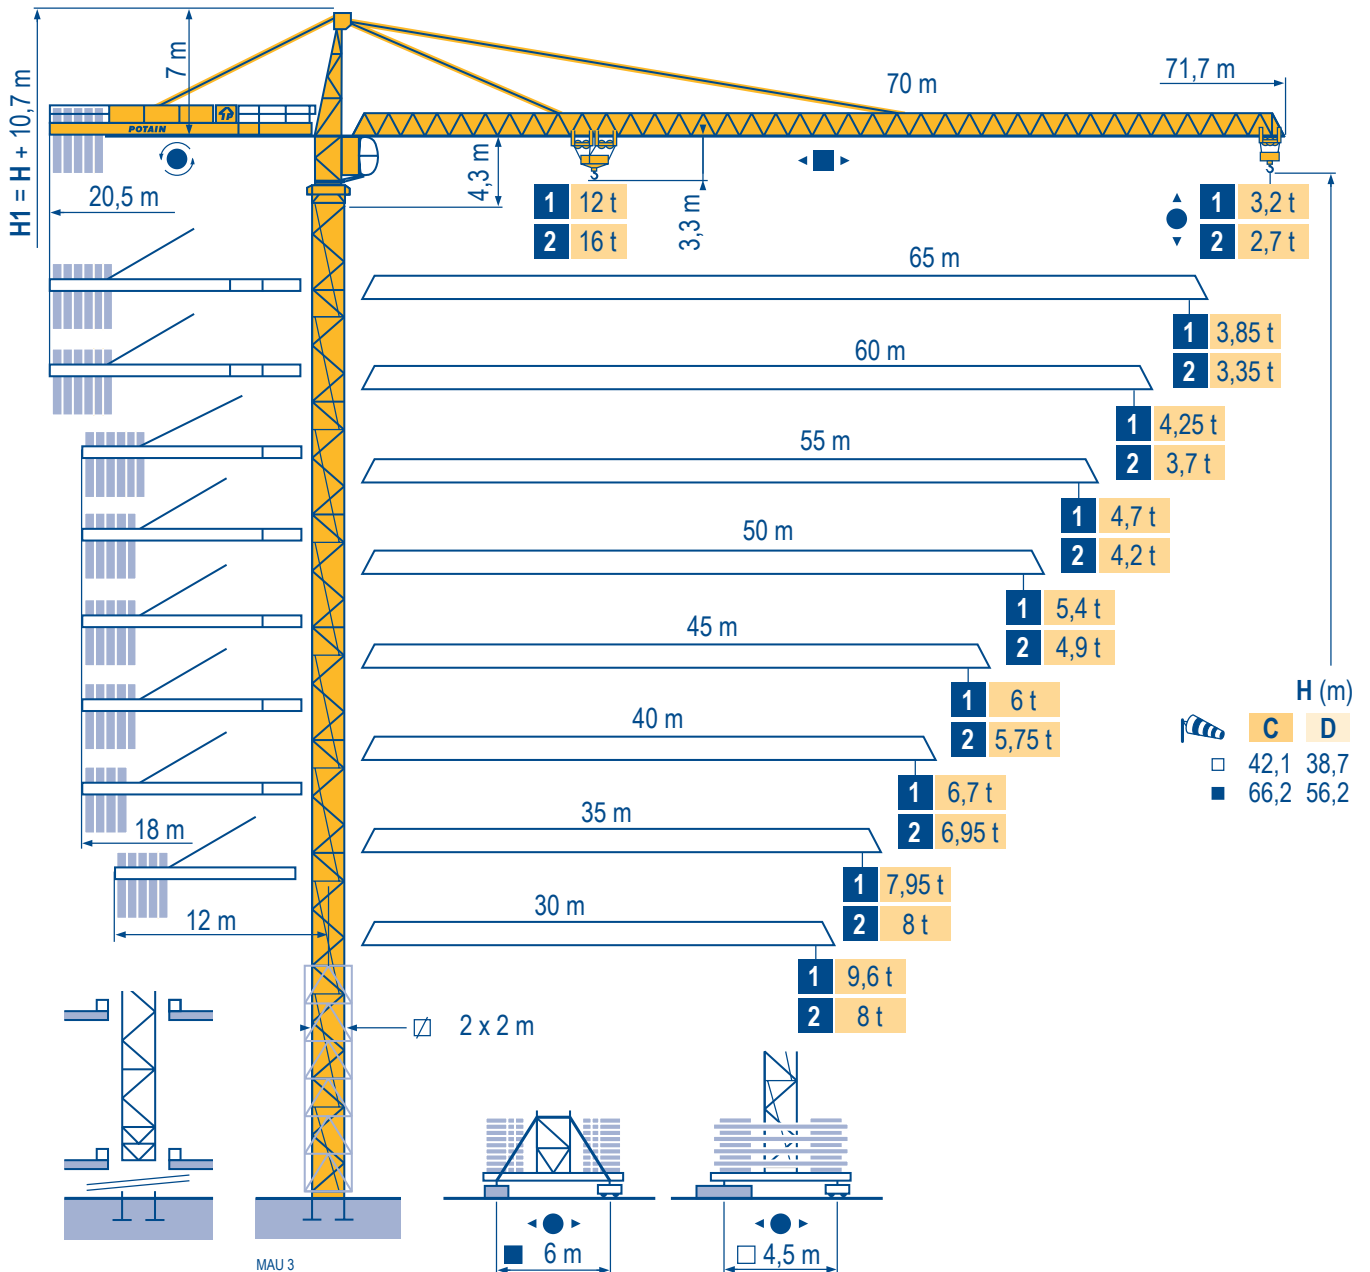 H1 = H + 10,7 m
7 m
70 m
71,7 m
POTAIN
20,5 m
4,3 m
3,3 m
1 12 t
2 16 t
1 3,2 t
2 2,7 t
65 m
1 3,85 t
2 3,35 t
60 m
1 4,25 t
2 3,7 t
55 m
1 4,7 t
2 4,2 t
50 m
1 5,4 t
2 4,9 t
45 m
1 6 t
2 5,75 t
H (m)
C D
42,1 38,7
66,2 56,2
40 m
1 6,7 t
2 6,95 t
18 m
35 m
1 7,95 t
2 8 t
12 m
30 m
1 9,6 t
2 8 t
2 x 2 m
6 m
4,5 m
MAU 3